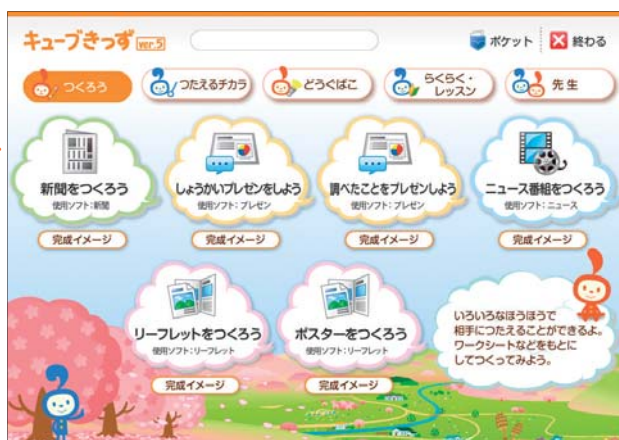 キューブきっず ver.5
ポケット
終わる
つくろう
つたえるチカラ
どうぐばこ
らくらく・
レッスン
先生
新聞をつくろう
使用ソフト:新聞
完成イメージ
しょうかいプレゼンをしよう
使用ソフト:プレゼン
完成イメージ
調べたことをプレゼンしよう
使用ソフト:プレゼン
完成イメージ
ニュース番組をつくろう
使用ソフト:ニュース
完成イメージ
リーフレットをつくろう
使用ソフト:リーフレット
完成イメージ
ポスターをつくろう
使用ソフト:リーフレット
完成イメージ
いろいろなほうほうで
相手につたえることができるよ。
ワークシートなどをもとに
してつくってみよう。